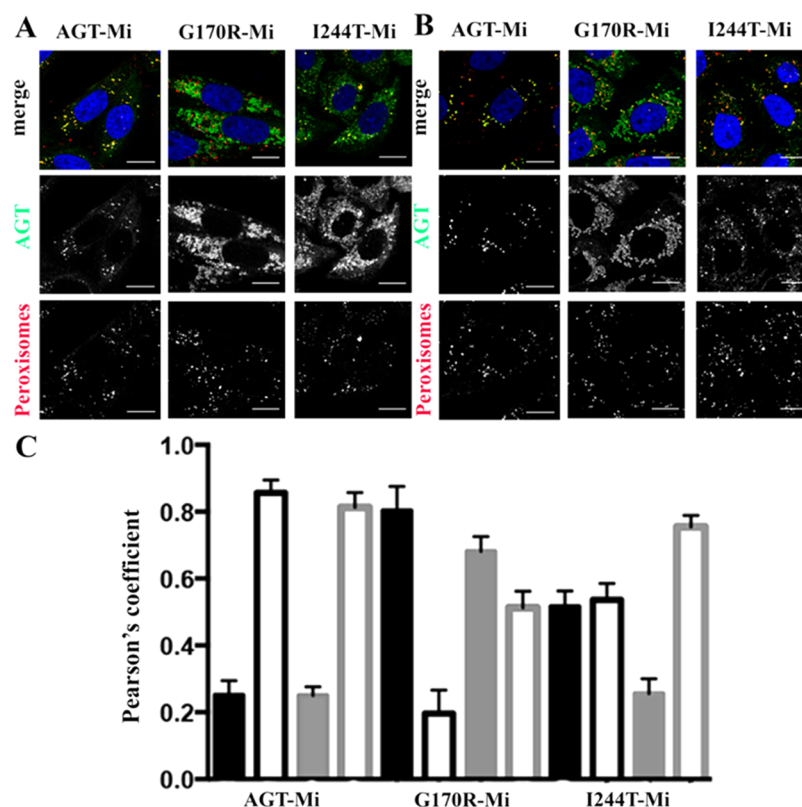 A
AGT-Mi G170R-Mi I244T-Mi
B
AGT-Mi G170R-Mi I244T-Mi
merge
merge
AGT
AGT
Peroxisomes
Peroxisomes
C
Pearson's coefficient
1.0
0.8
0.6
0.4
0.2
0.0
AGT-Mi G170R-Mi I244T-Mi